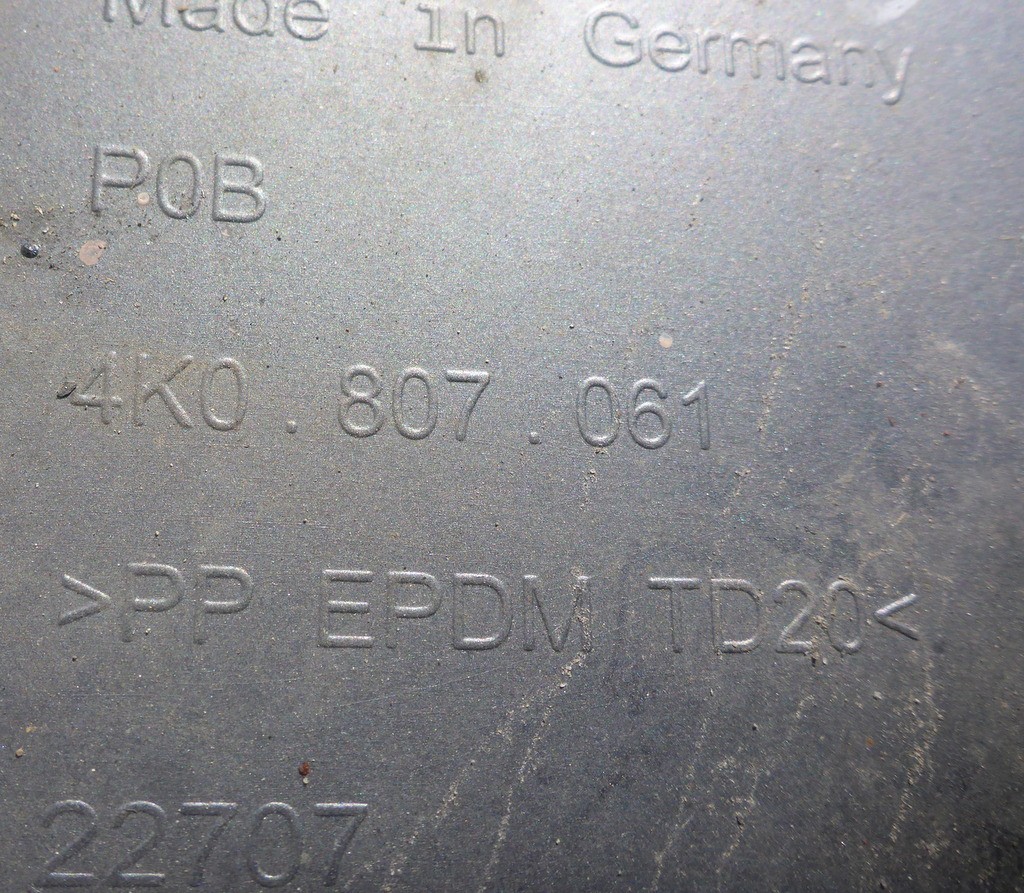 Made in Germany
P0B
4K0 . 807 . 061
>PP EPDM TD20<
22707